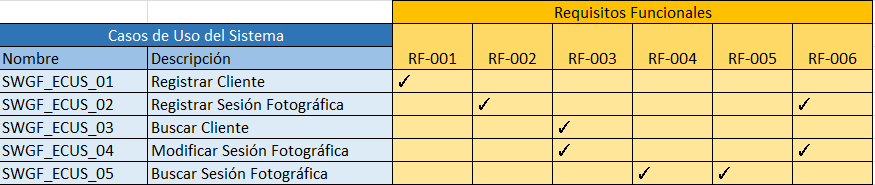 Requisitos Funcionales
Casos de Uso del Sistema
Nombre Descripción RF-001 RF-002 RF-003 RF-004 RF-005 RF-006
SWGF_ECUS_01 Registrar Cliente ✓
SWGF_ECUS_02 Registrar Sesión Fotográfica ✓ ✓
SWGF_ECUS_03 Buscar Cliente ✓
SWGF_ECUS_04 Modificar Sesión Fotográfica ✓ ✓
SWGF_ECUS_05 Buscar Sesión Fotográfica ✓ ✓